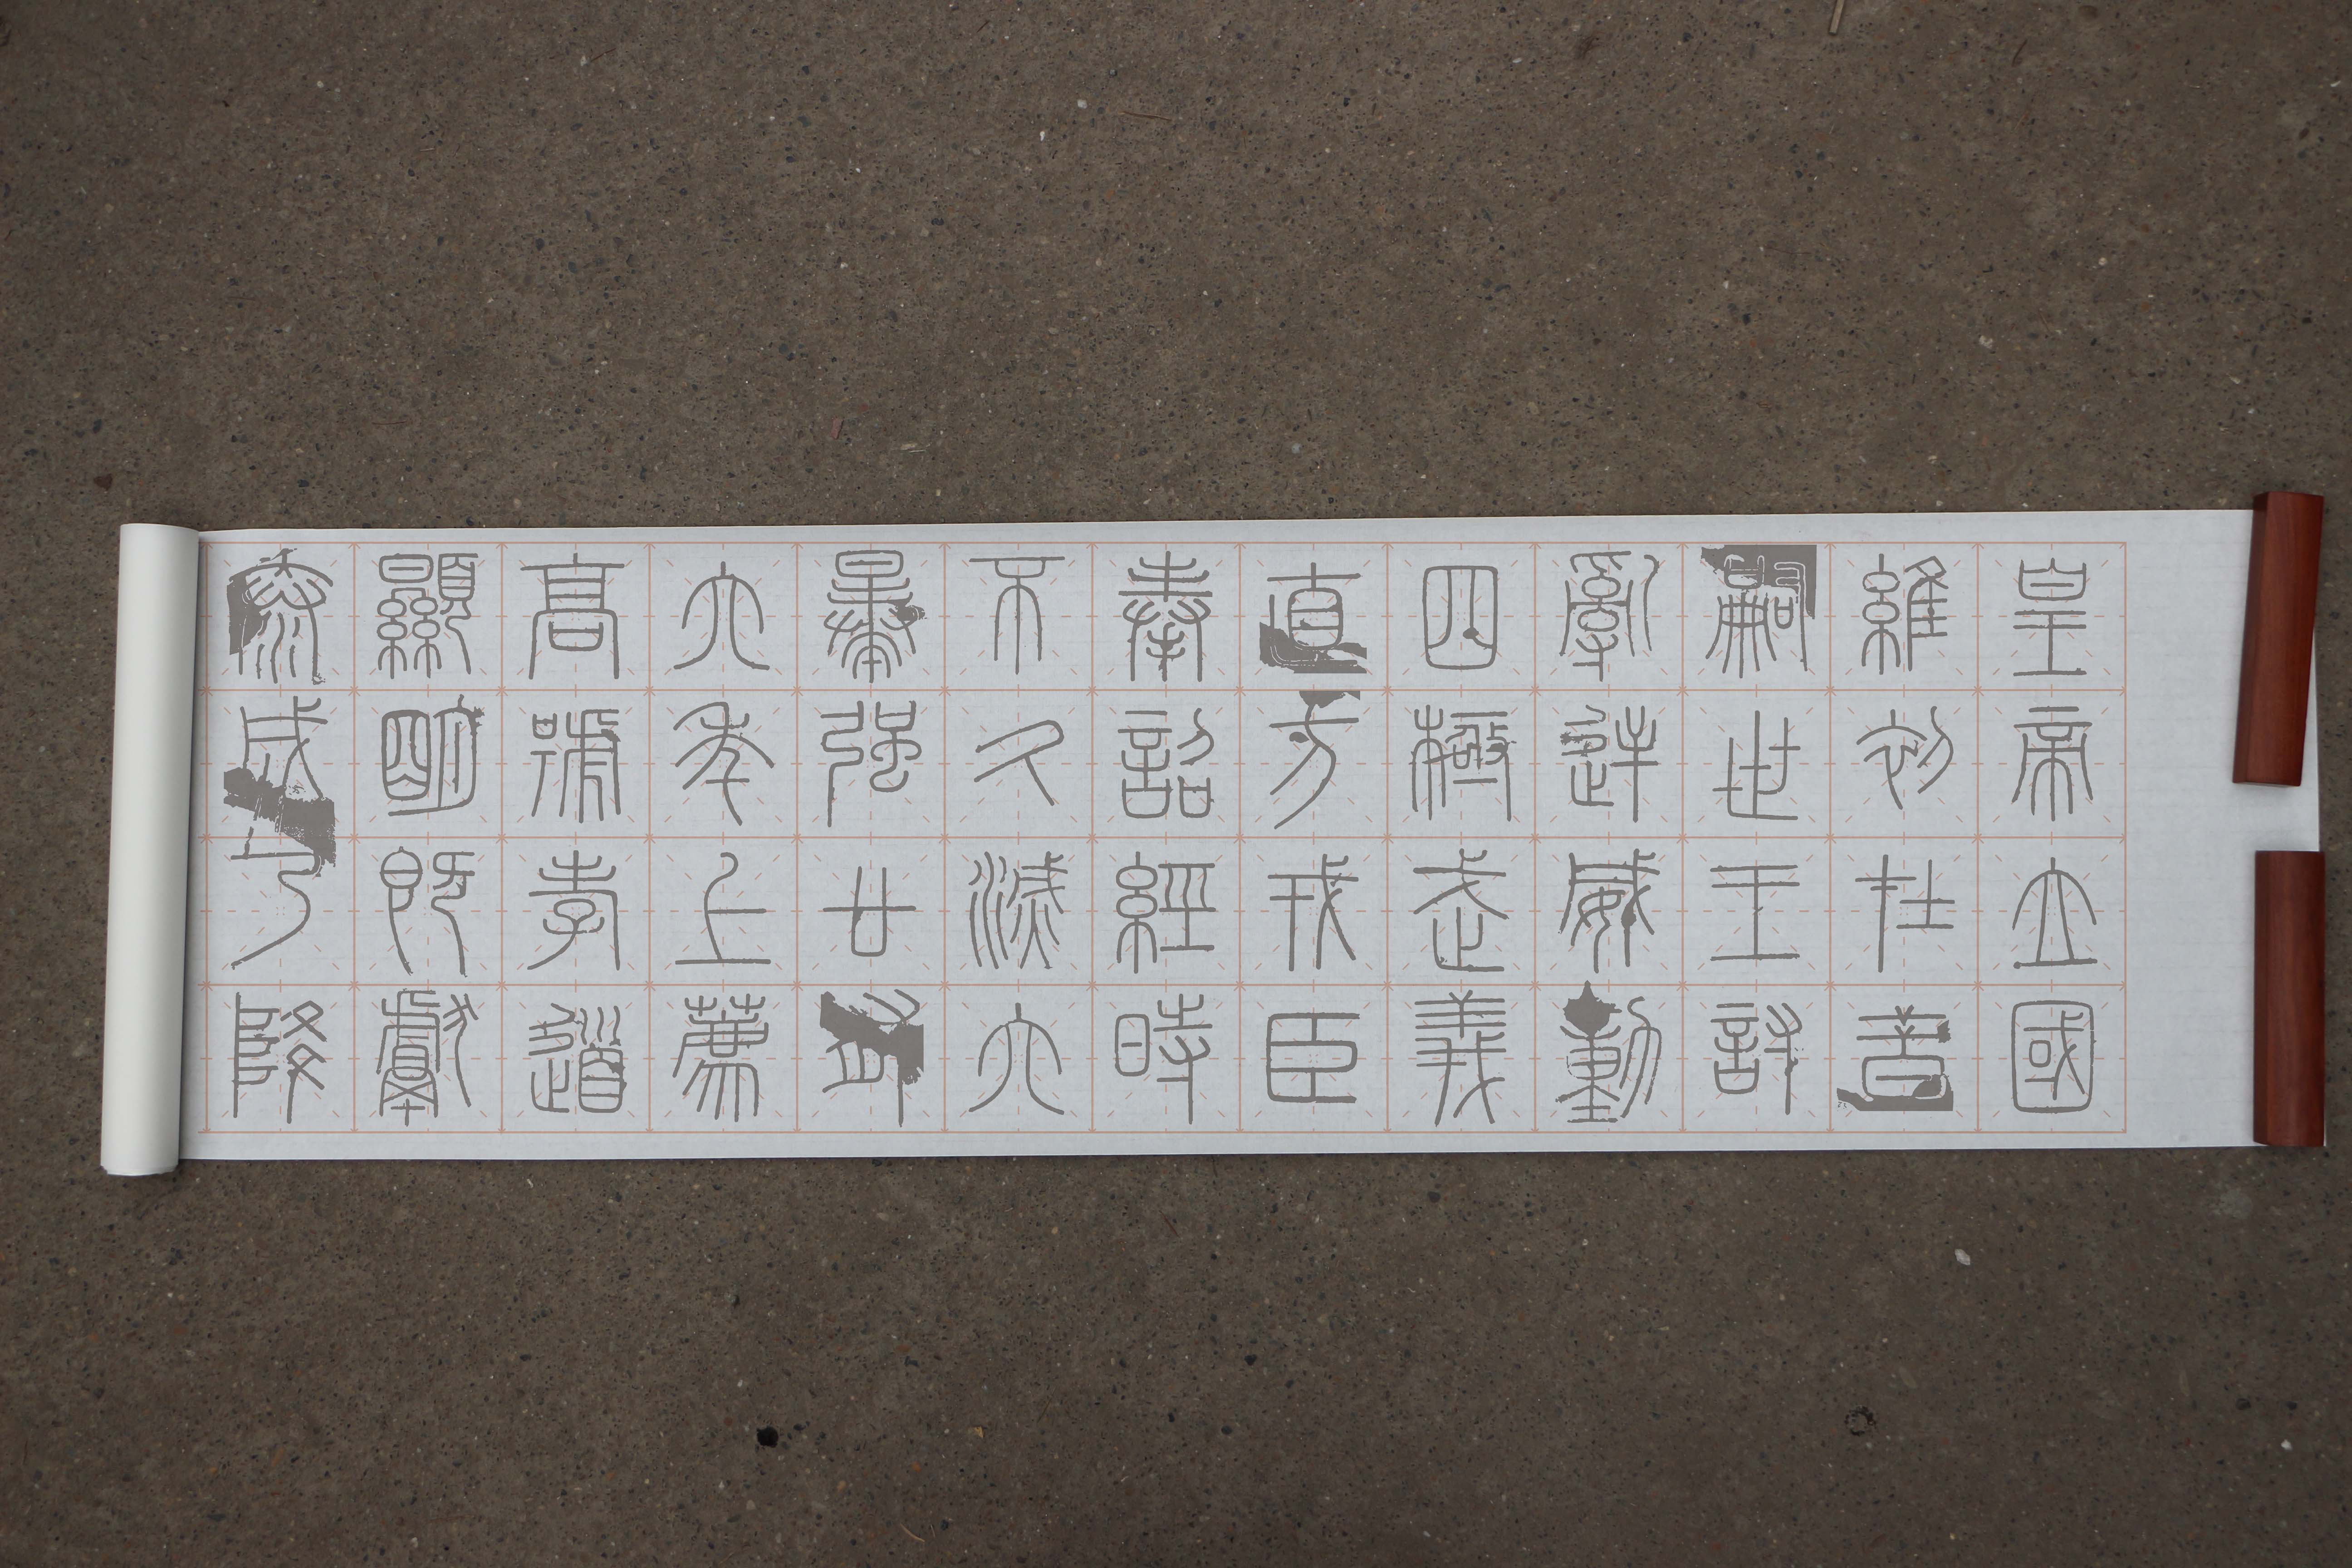 皇帝立國
維初在昔
嗣世王討
亂逆威動
四極武義
直方戎臣
奉詔經時
不久滅六
暴強廿有
六年上薦
高號孝道
顯明既獻
泰成乃降